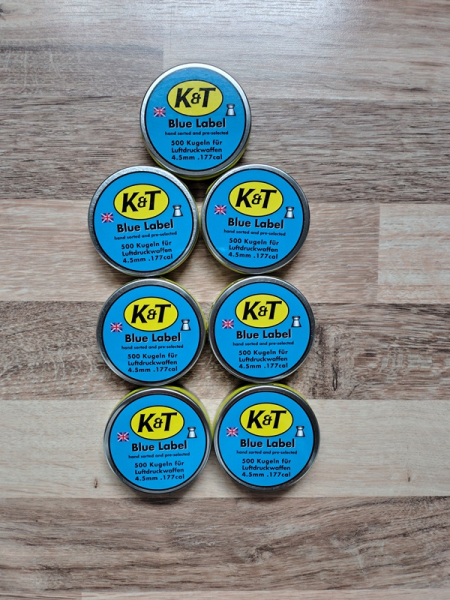 K&T
Blue Label
hand sorted and pre-selected
500 Kugeln für
Luftdruckwaffen
4.5mm .177cal
K&T
Blue Label
hand sorted and pre-selected
500 Kugeln für
Luftdruckwaffen
4.5mm .177cal
K&T
Blue Label
hand sorted and pre-selected
500 Kugeln für
Luftdruckwaffen
4.5mm .177cal
K&T
Blue Label
hand sorted and pre-selected
500 Kugeln für
Luftdruckwaffen
4.5mm .177cal
K&T
Blue Label
hand sorted and pre-selected
500 Kugeln für
Luftdruckwaffen
4.5mm .177cal
K&T
Blue Label
hand sorted and pre-selected
500 Kugeln für
Luftdruckwaffen
4.5mm .177cal
K&T
Blue Label
hand sorted and pre-selected
500 Kugeln für
Luftdruckwaffen
4.5mm .177cal